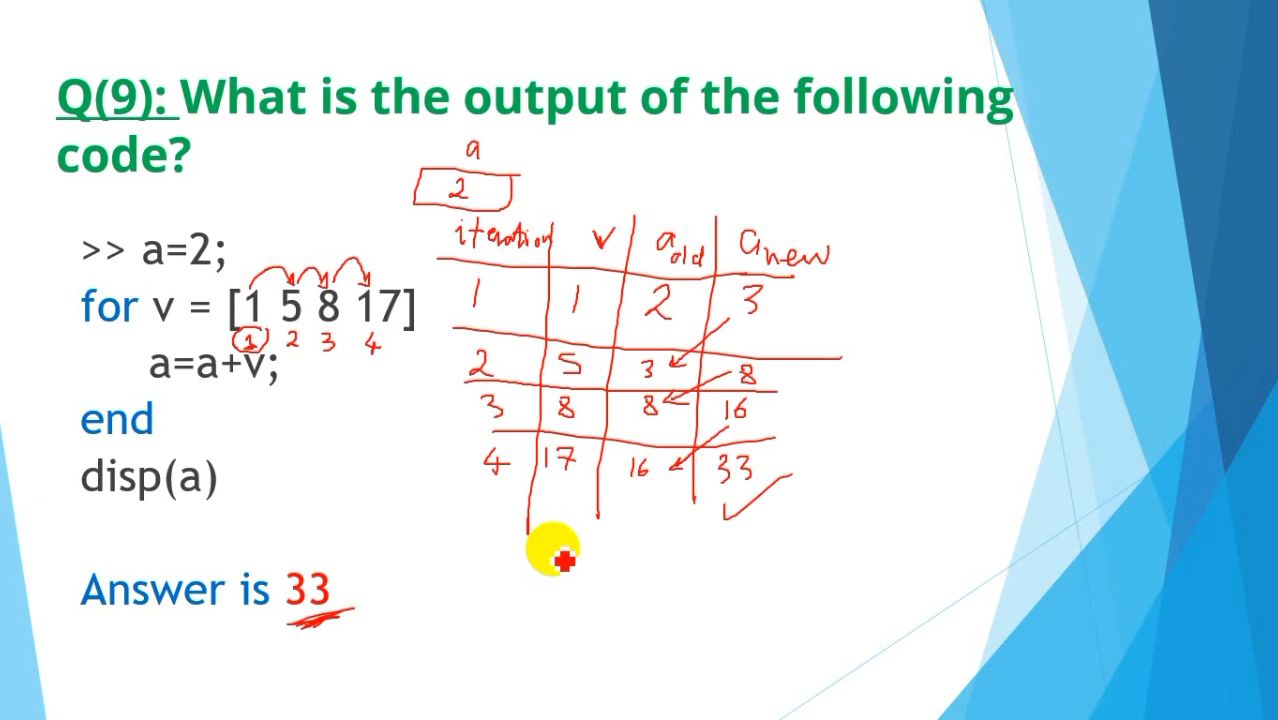 Q(9): What is the output of the following
code?
a
2
>> a=2;
for v = [1 5 8 17]
1 2 3 4
a=a+v;
end
disp(a)
Answer is 33
iteration v a old a new
1 1 2 3
2 5 3 8
3 8 8 16
4 17 16 33